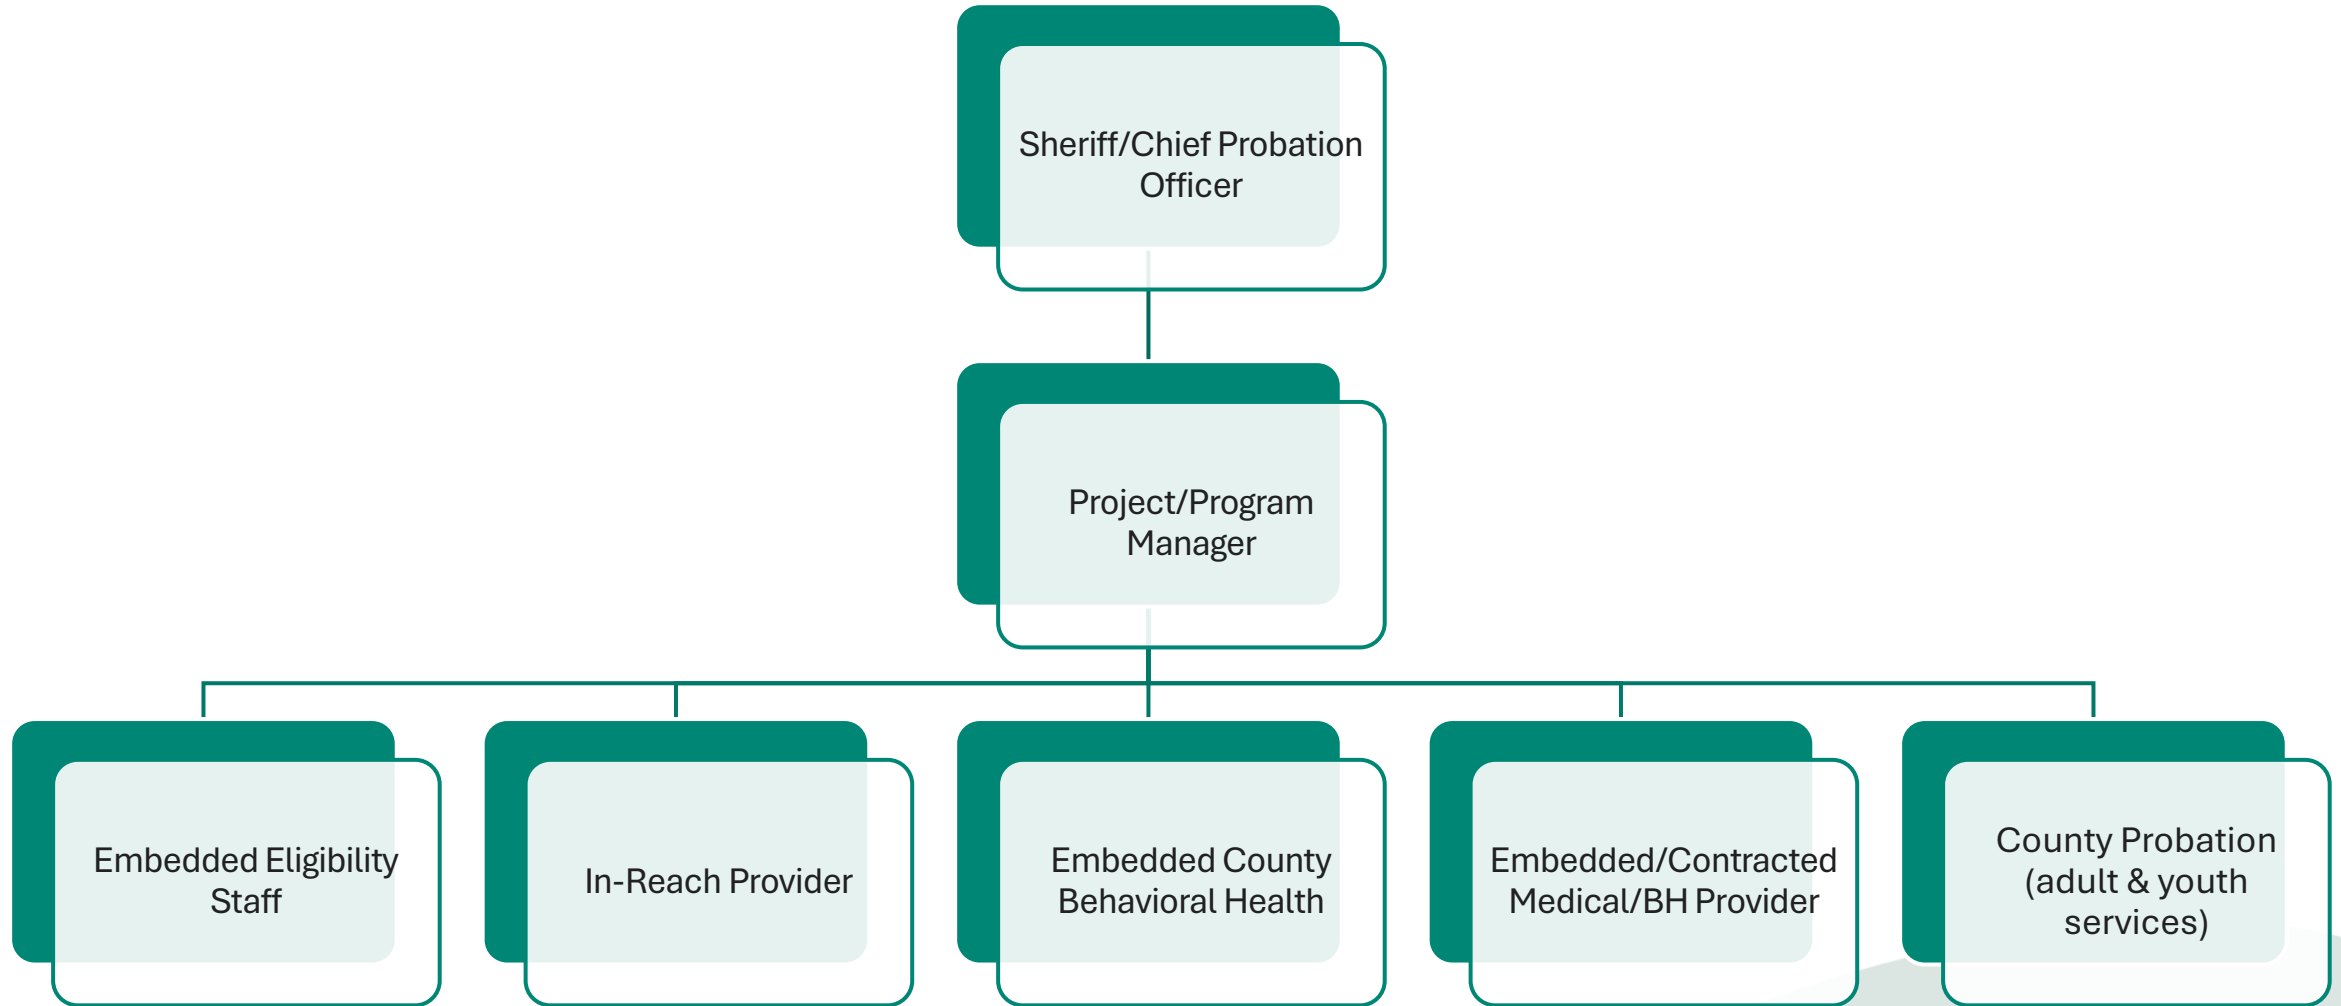 Sheriff/Chief Probation
Officer
Project/Program
Manager
Embedded Eligibility
Staff
In-Reach Provider
Embedded County
Behavioral Health
Embedded/Contracted
Medical/BH Provider
County Probation
(adult & youth
services)